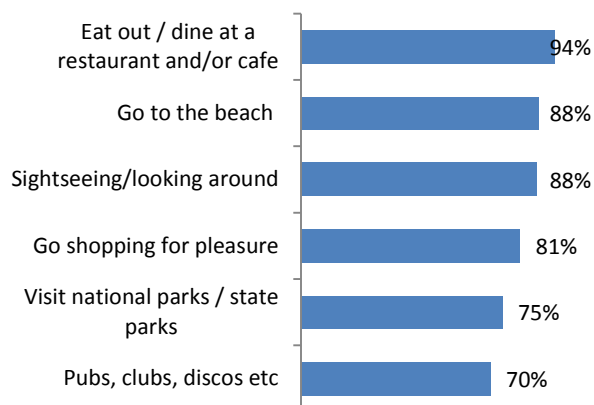 Eat out / dine at a
restaurant and/or cafe
94%
Go to the beach
88%
Sightseeing/looking around
88%
Go shopping for pleasure
81%
Visit national parks / state
parks
75%
Pubs, clubs, discos etc
70%